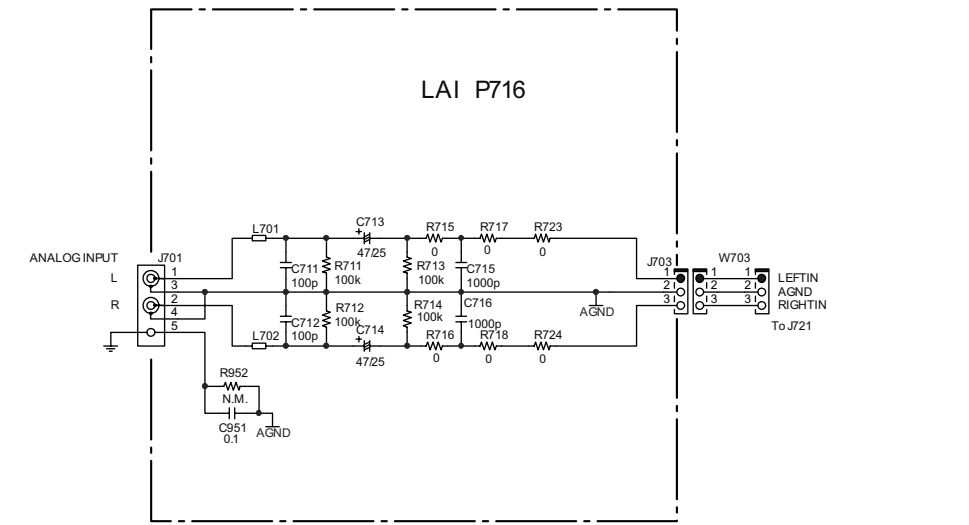 LAI P716
C713
L701
R715
R717
R723
+
47/25
0
0
0
ANALOG INPUT
J701
J703
W703
L
1
C711
100p
R711
100k
R713
100k
C715
1000p
1
1
1
LEFTIN
3
2
2
2
AGND
R
2
3
3
3
RIGHTIN
4
R712
100k
R714
100k
C716
1000p
AGND
To J721
5
C712
100p
C714
L702
+
47/25
R716
0
R718
0
R724
0
R952
N.M.
C951
0.1
AGND